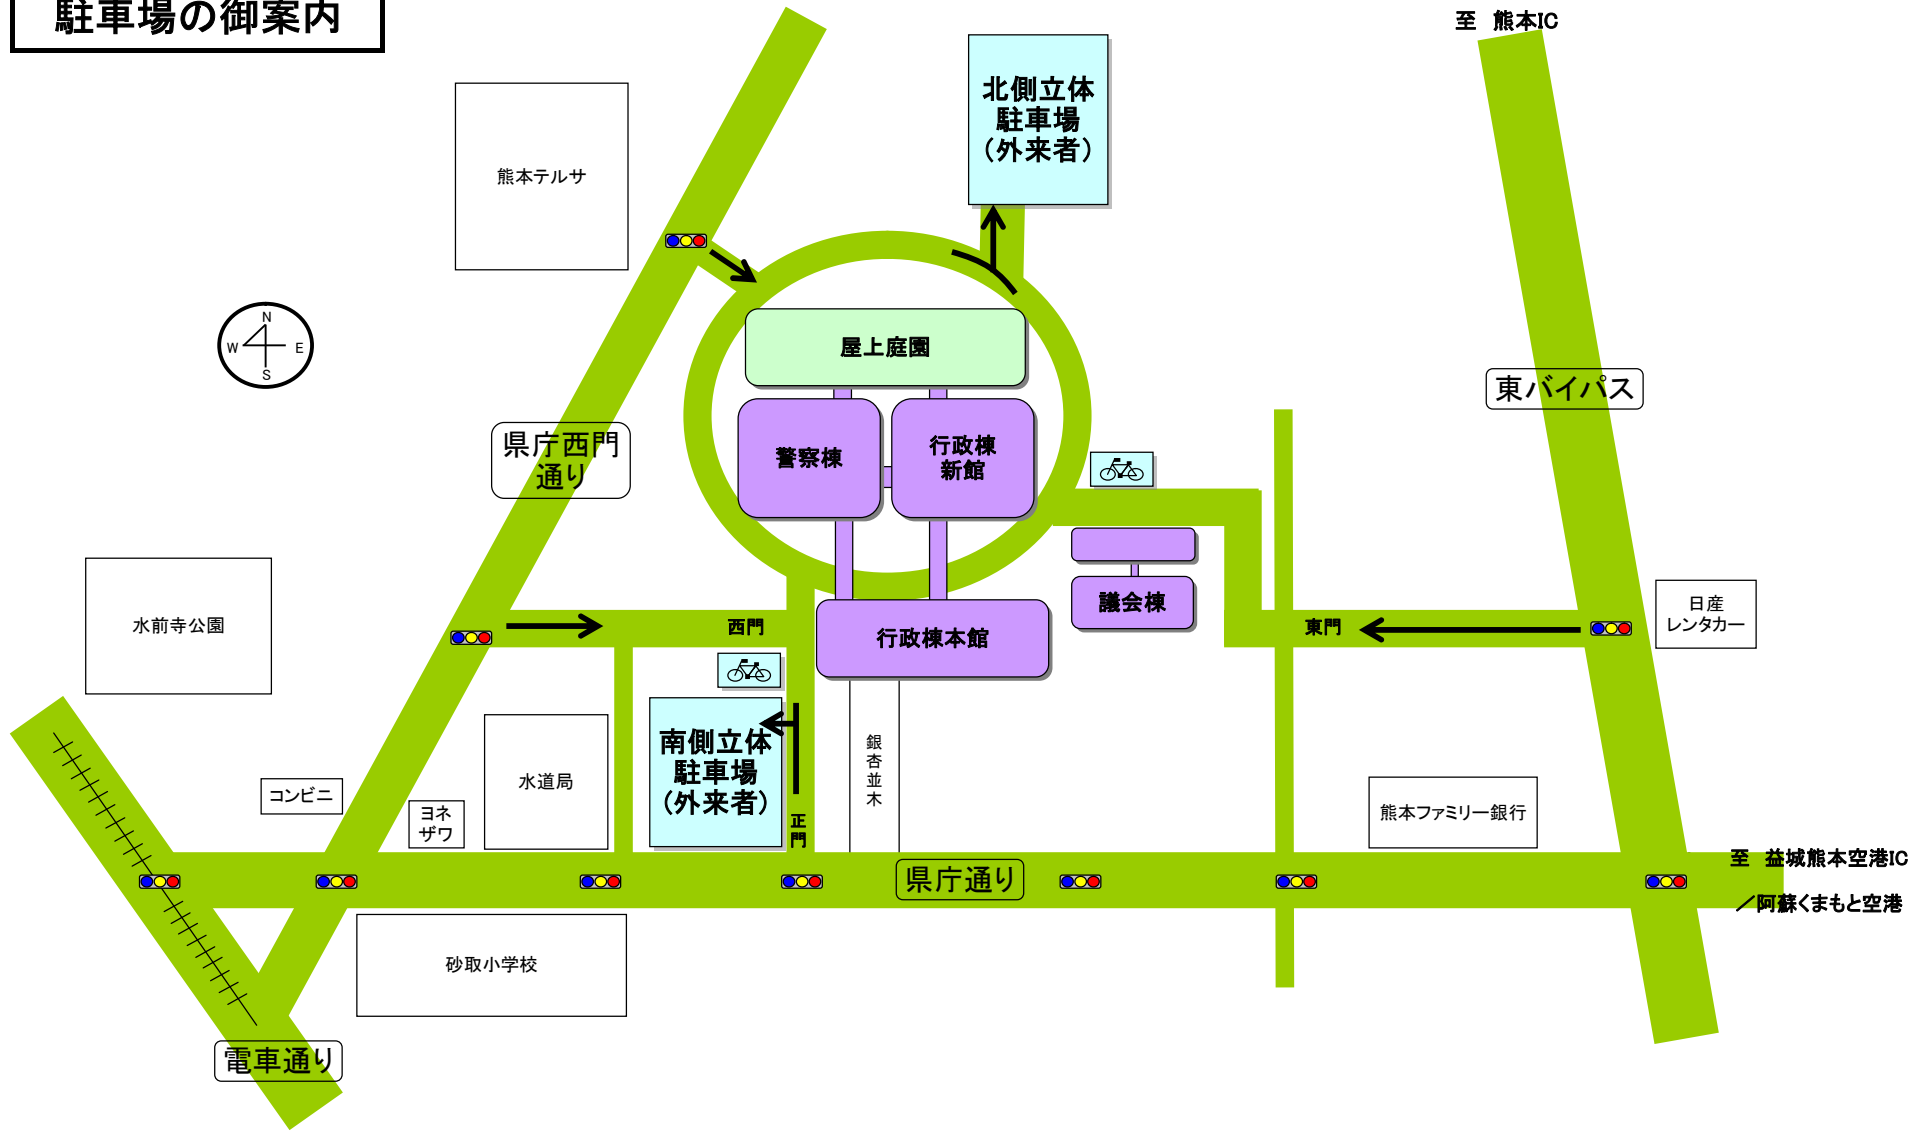 駐車場の御案内
至　熊本IC
北側立体
駐車場
（外来者）
熊本テルサ
N
W
E
S
屋上庭園
東バイパス
県庁西門
通り
警察棟
行政棟
新館
議会棟
日産
レンタカー
水前寺公園
西門
東門
行政棟本館
南側立体
駐車場
（外来者）
銀
杏
並
木
水道局
コンビニ
ヨネ
ザワ
正
門
熊本ファミリー銀行
県庁通り
至　益城熊本空港IC
／阿蘇くまもと空港
砂取小学校
電車通り